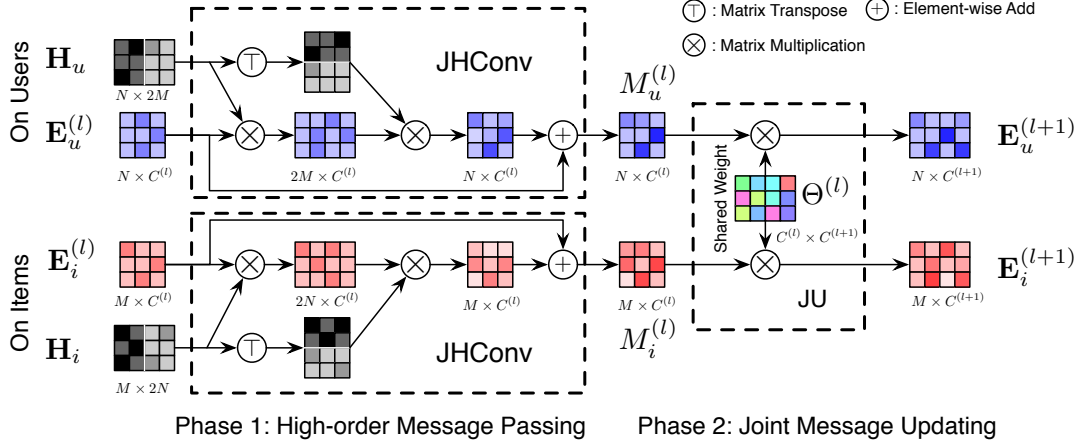 ⊤ : Matrix Transpose
+ : Element-wise Add
× : Matrix Multiplication
On Users
H_u
N × 2M
JHConv
⊤
E_u^{(l)}
N × C^{(l)}
×
2M × C^{(l)}
×
N × C^{(l)}
+
M_u^{(l)}
N × C^{(l)}
×
E_u^{(l+1)}
N × C^{(l+1)}
Shared Weight
Θ^{(l)}
C^{(l)} × C^{(l+1)}
On Items
E_i^{(l)}
M × C^{(l)}
×
2N × C^{(l)}
×
M × C^{(l)}
+
M × C^{(l)}
M_i^{(l)}
×
JU
E_i^{(l+1)}
M × C^{(l+1)}
H_i
M × 2N
⊤
JHConv
Phase 1: High-order Message Passing
Phase 2: Joint Message Updating